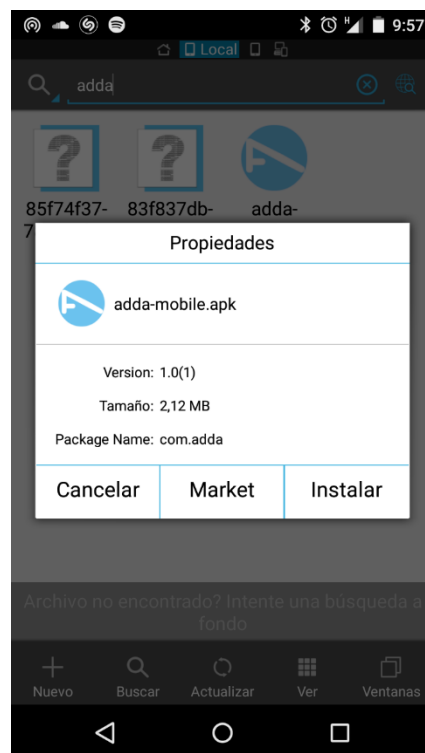 H
9:57
Local
adda
85f74f37-
83f837db-
adda-
7
Propiedades
adda-mobile.apk
Version: 1.0(1)
Tamaño: 2,12 MB
Package Name: com.adda
Cancelar
Market
Instalar
Archivo no encontrado? Intente una búsqueda a
fondo
Nuevo
Buscar
Actualizar
Ver
Ventanas